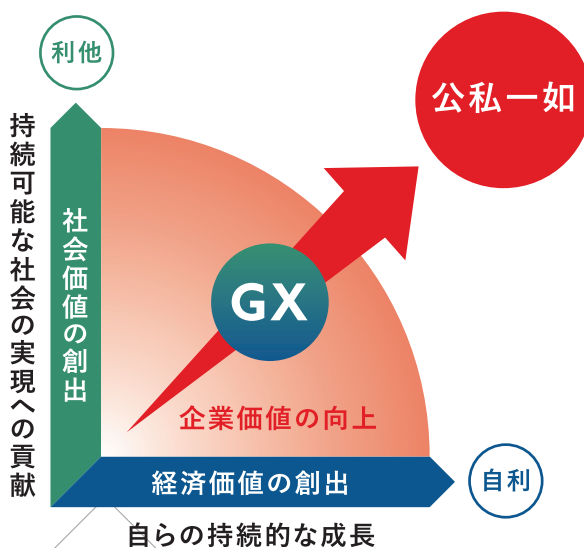 利他
公私一如
持続可能な社会の実現への貢献
社会価値の創出
GX
企業価値の向上
経済価値の創出
自利
自らの持続的な成長